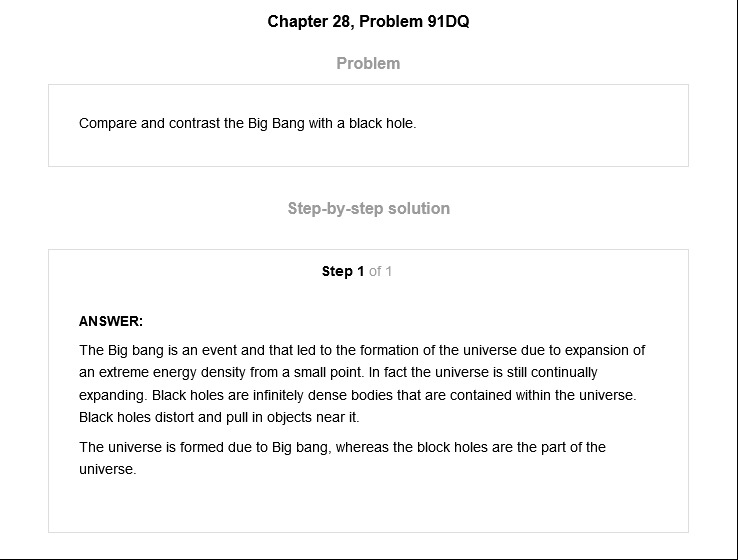 Chapter 28, Problem 91DQ
Problem
Compare and contrast the Big Bang with a black hole.
Step-by-step solution
Step 1 of 1
ANSWER:
The Big bang is an event and that led to the formation of the universe due to expansion of
an extreme energy density from a small point. In fact the universe is still continually
expanding. Black holes are infinitely dense bodies that are contained within the universe.
Black holes distort and pull in objects near it.
The universe is formed due to Big bang, whereas the block holes are the part of the
universe.